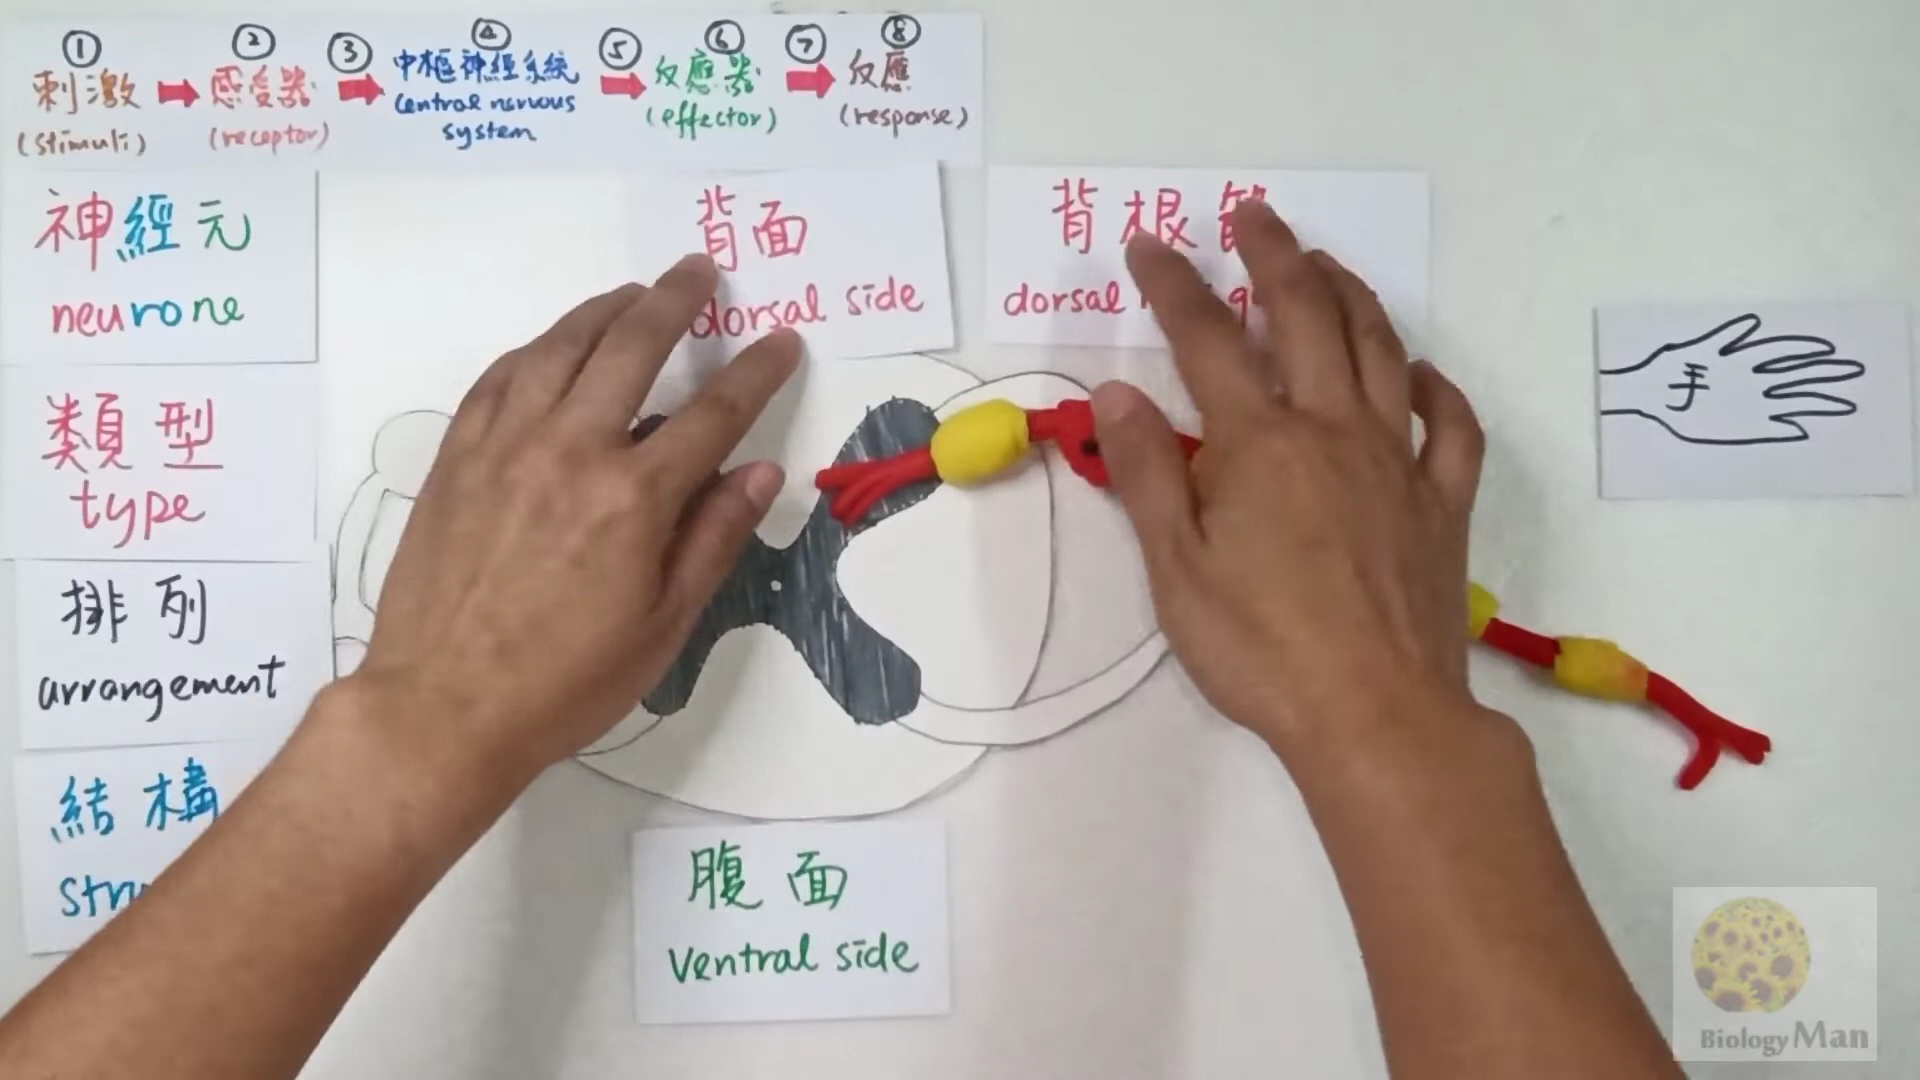 ① ② ③ ④ ⑤ ⑥ ⑦ ⑧
刺激 感受器 中樞神經系統 反應器 反應
(stimuli) (receptor) central nervous system (effector) (response)
神經元
neurone
類型
type
排列
arrangement
結構
背面
dorsal side
背根
dorsal
手
腹面
ventral side
Biology Man